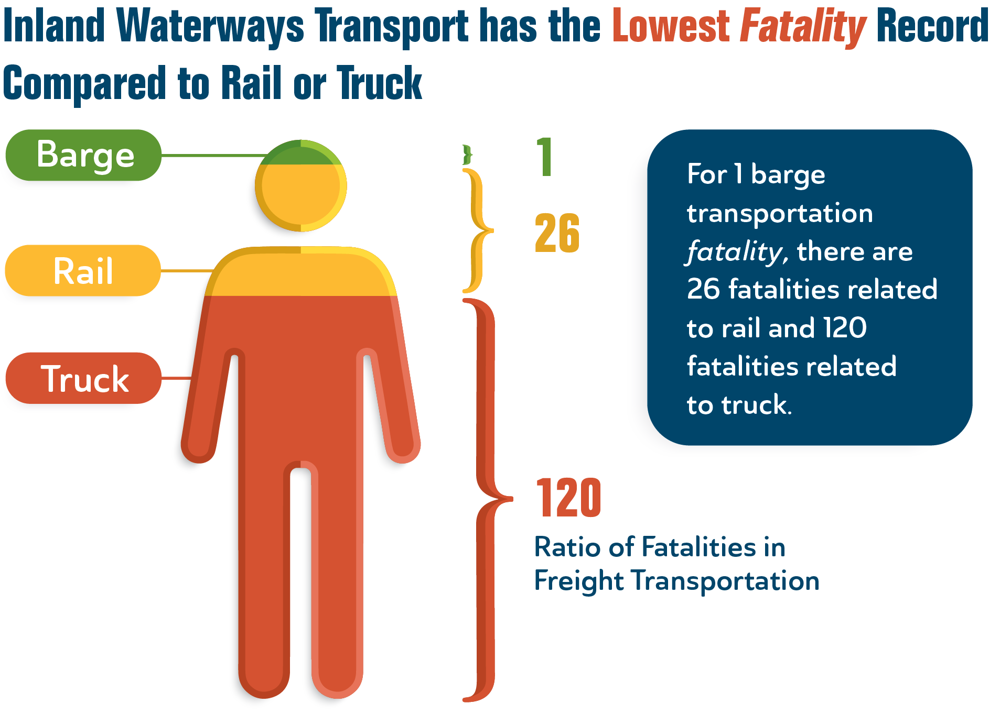 Inland Waterways Transport has the Lowest Fatality Record
Compared to Rail or Truck
Barge
Rail
Truck
1
26
120
Ratio of Fatalities in
Freight Transportation
For 1 barge
transportation
fatality, there are
26 fatalities related
to rail and 120
fatalities related
to truck.